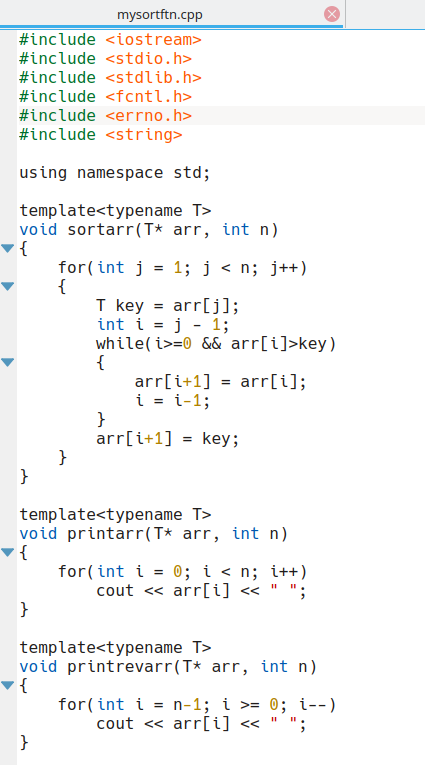 mysortftn.cpp
#include <iostream>
#include <stdio.h>
#include <stdlib.h>
#include <fcntl.h>
#include <errno.h>
#include <string>

using namespace std;

template<typename T>
void sortarr(T* arr, int n)
{
    for(int j = 1; j < n; j++)
    {
        T key = arr[j];
        int i = j - 1;
        while(i>=0 && arr[i]>key)
        {
            arr[i+1] = arr[i];
            i = i-1;
        }
        arr[i+1] = key;
    }
}

template<typename T>
void printarr(T* arr, int n)
{
    for(int i = 0; i < n; i++)
        cout << arr[i] << " ";
}

template<typename T>
void printrevarr(T* arr, int n)
{
    for(int i = n-1; i >= 0; i--)
        cout << arr[i] << " ";
}